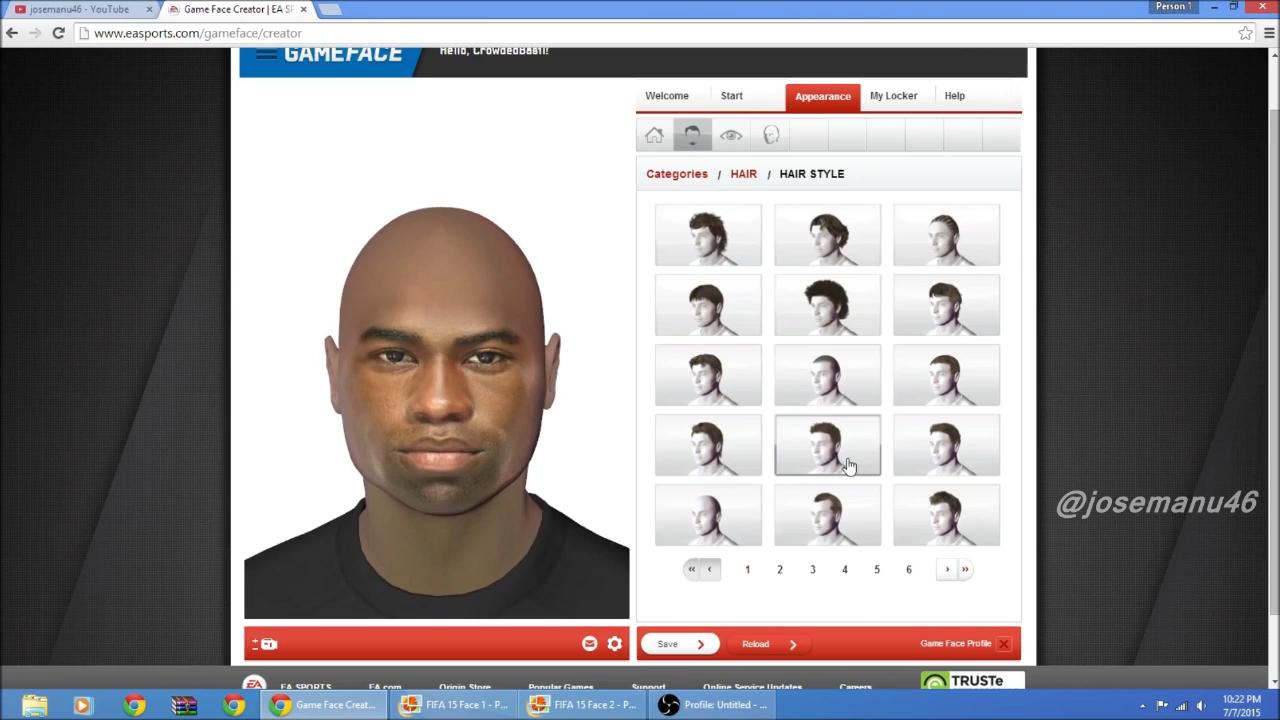 josemanu46 - YouTube
Game Face Creator | EA SP
Person 1
www.easports.com/gameface/creator
GAMEFACE
Hello, CrowdedBas11!
Welcome
Start
Appearance
My Locker
Help
Categories / HAIR / HAIR STYLE
@josemanu46
« ‹ 1 2 3 4 5 6 › »
Save
Reload
Game Face Profile
EA SPORTS
EA.com
Origin Store
Popular Games
Support
Online Service Updates
Careers
TRUSTe
Game Face Creat...
FIFA 15 Face 1 - P...
FIFA 15 Face 2 - P...
Profile: Untitled - ...
10:22 PM
7/7/2015